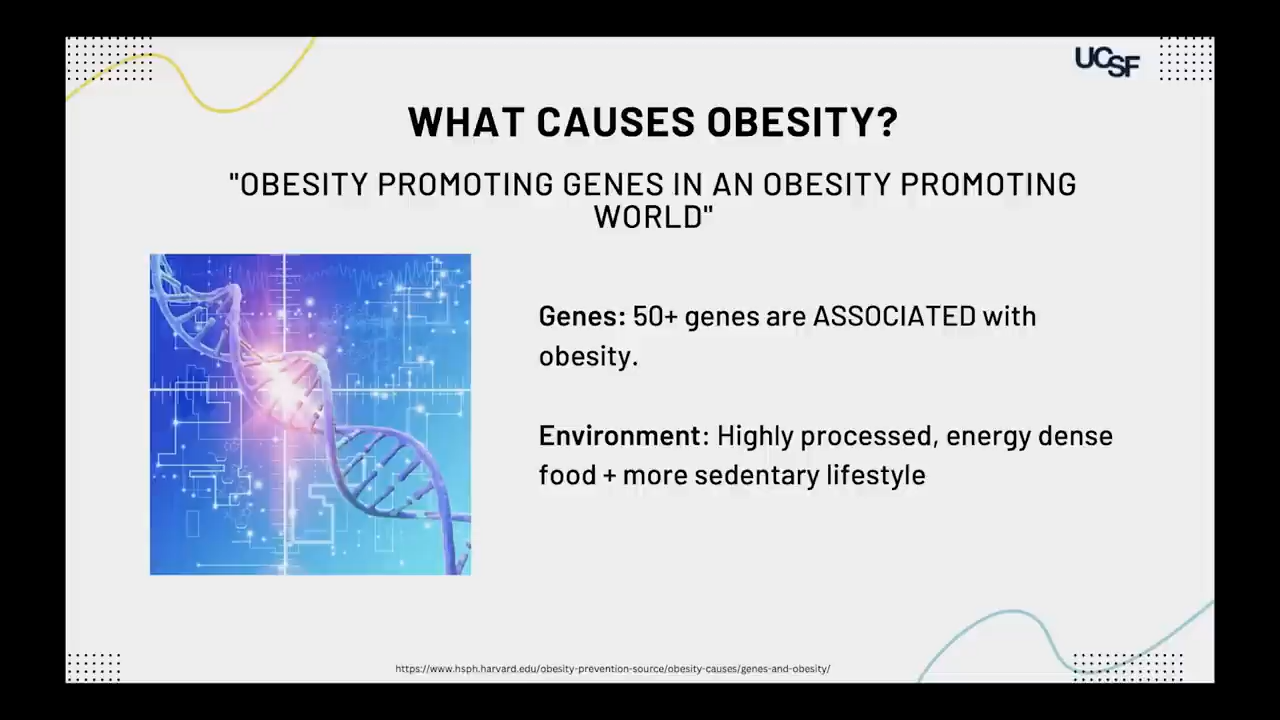 UCSF
WHAT CAUSES OBESITY?
"OBESITY PROMOTING GENES IN AN OBESITY PROMOTING
WORLD"
Genes: 50+ genes are ASSOCIATED with
obesity.
Environment: Highly processed, energy dense
food + more sedentary lifestyle
https://www.hsph.harvard.edu/obesity-prevention-source/obesity-causes/genes-and-obesity/